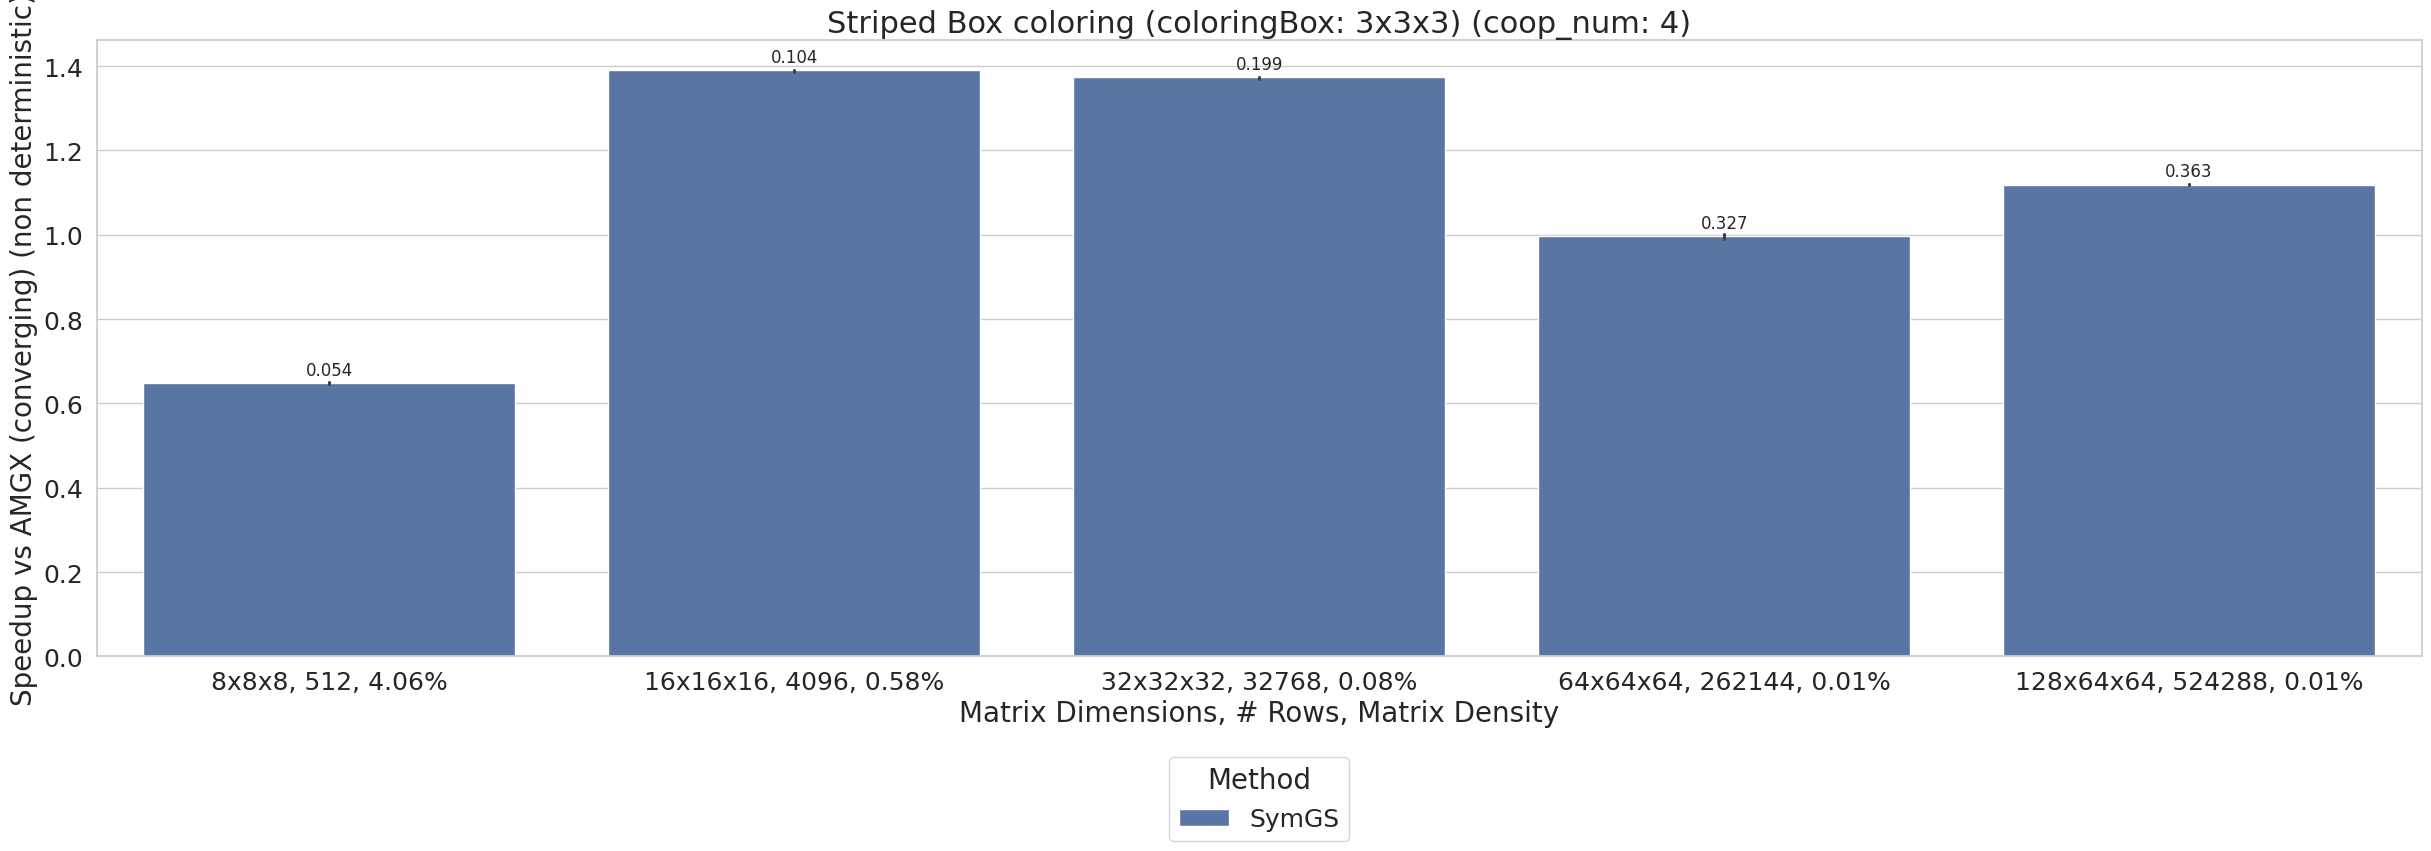 Striped Box coloring (coloringBox: 3x3x3) (coop_num: 4)
Speedup vs AMGX (converging) (non deterministic)
1.4
1.2
1.0
0.8
0.6
0.4
0.2
0.0
0.054
0.104
0.199
0.327
0.363
8x8x8, 512, 4.06%
16x16x16, 4096, 0.58%
32x32x32, 32768, 0.08%
64x64x64, 262144, 0.01%
128x64x64, 524288, 0.01%
Matrix Dimensions, # Rows, Matrix Density
Method
SymGS